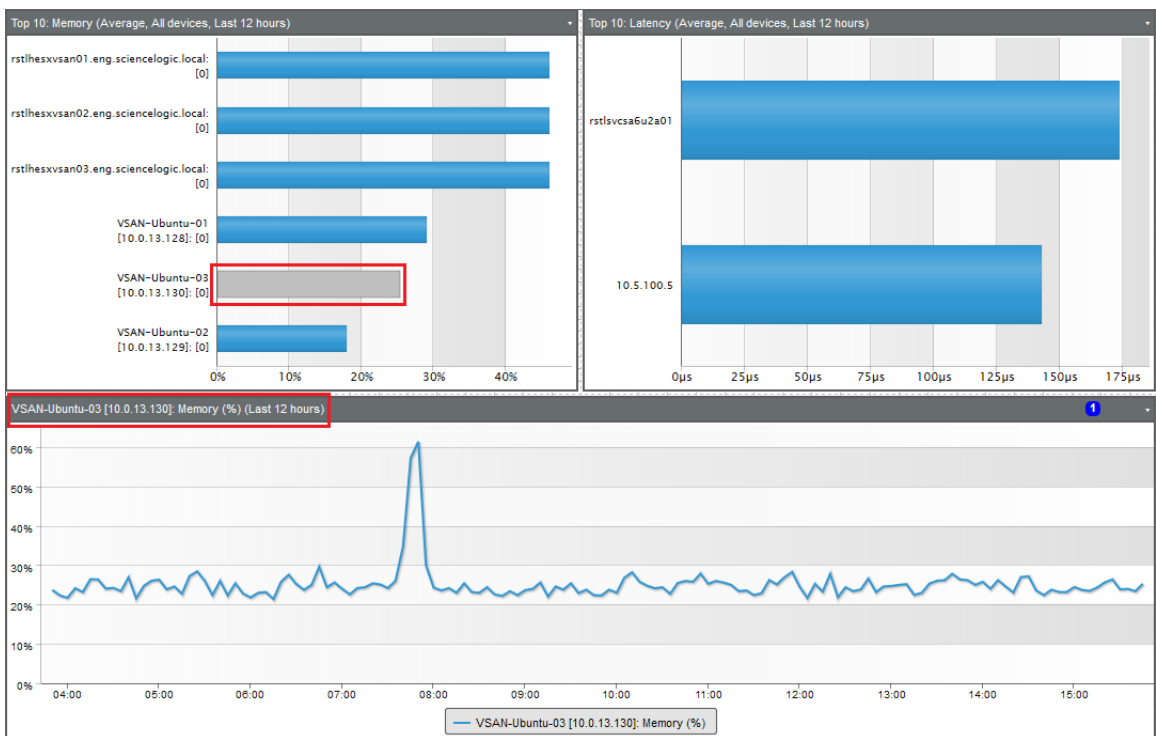 Top 10: Memory (Average, All devices, Last 12 hours)
rstlhesxvsan01.eng.sciencelogic.local:
[0]
rstlhesxvsan02.eng.sciencelogic.local:
[0]
rstlhesxvsan03.eng.sciencelogic.local:
[0]
VSAN-Ubuntu-01
[10.0.13.128]: [0]
VSAN-Ubuntu-03
[10.0.13.130]: [0]
VSAN-Ubuntu-02
[10.0.13.129]: [0]
0% 10% 20% 30% 40%
Top 10: Latency (Average, All devices, Last 12 hours)
rstlsvcsa6u2a01
10.5.100.5
0µs 25µs 50µs 75µs 100µs 125µs 150µs 175µs
VSAN-Ubuntu-03 [10.0.13.130]: Memory (%) (Last 12 hours)
1
60%
50%
40%
30%
20%
10%
0%
04:00 05:00 06:00 07:00 08:00 09:00 10:00 11:00 12:00 13:00 14:00 15:00
VSAN-Ubuntu-03 [10.0.13.130]: Memory (%)